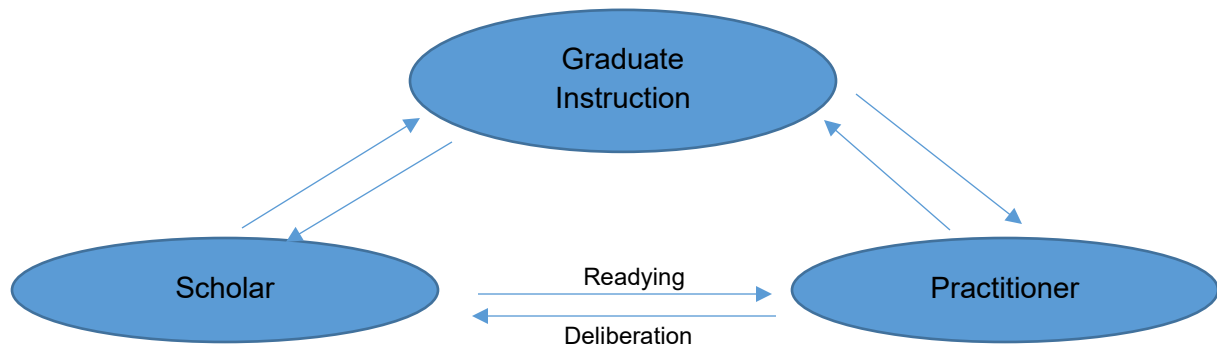 Graduate
Instruction
Scholar
Readying
Practitioner
Deliberation